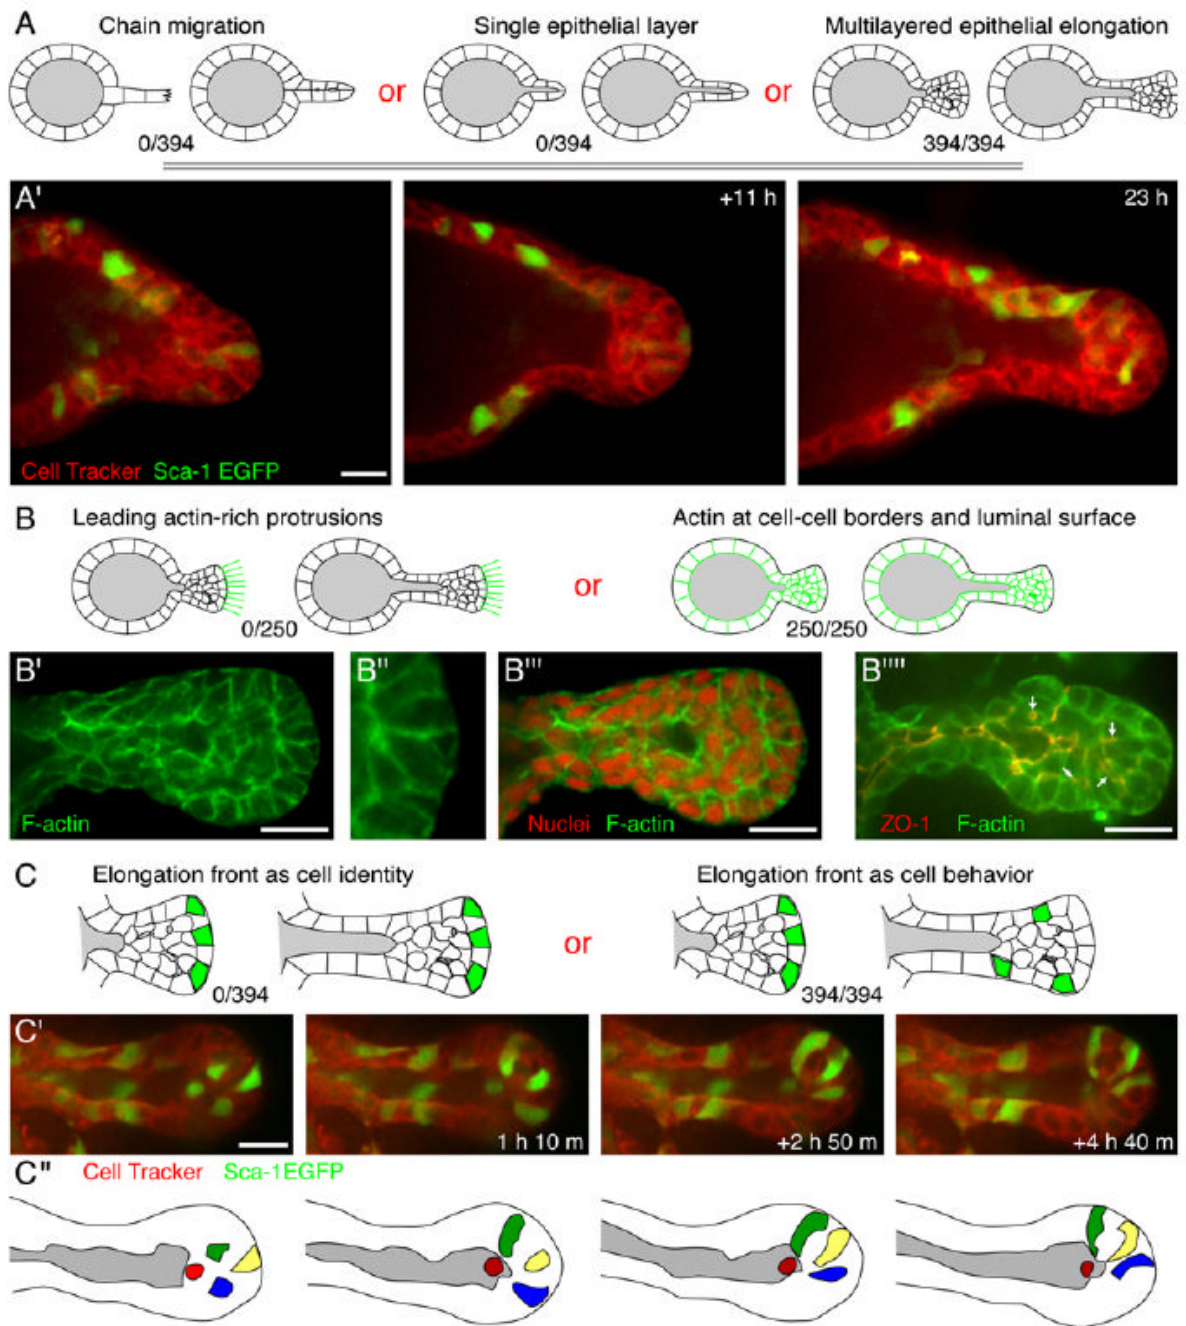 A
Chain migration
Single epithelial layer
Multilayered epithelial elongation
or
or
0/394
0/394
394/394
A'
+11 h
23 h
Cell Tracker Sca-1 EGFP
B
Leading actin-rich protrusions
Actin at cell-cell borders and luminal surface
or
0/250
250/250
B'
B''
B'''
B''''
F-actin
Nuclei F-actin
ZO-1 F-actin
C
Elongation front as cell identity
Elongation front as cell behavior
or
0/394
394/394
C'
1 h 10 m
+2 h 50 m
+4 h 40 m
C''
Cell Tracker Sca-1EGFP